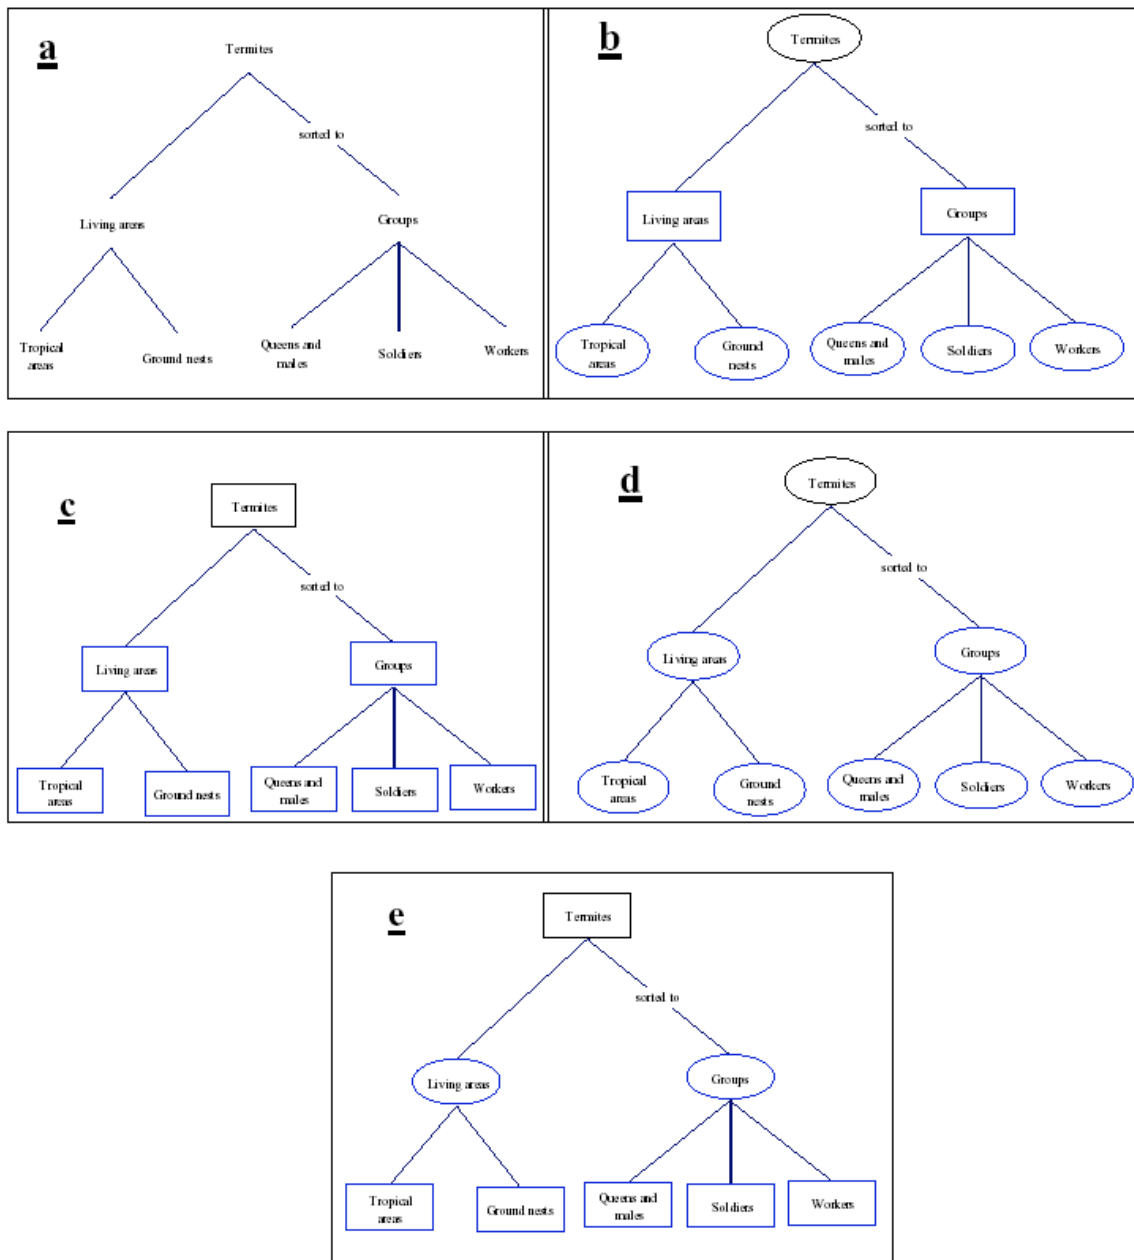 a
Termites
sorted to
Living areas
Groups
Tropical
areas
Ground nests
Queens and
males
Soldiers
Workers
b
Termites
sorted to
Living areas
Groups
Tropical
areas
Ground
nests
Queens and
males
Soldiers
Workers
c
Termites
sorted to
Living areas
Groups
Tropical
areas
Ground nests
Queens and
males
Soldiers
Workers
d
Termites
sorted to
Living areas
Groups
Tropical
areas
Ground
nests
Queens and
males
Soldiers
Workers
e
Termites
sorted to
Living areas
Groups
Tropical
areas
Ground nests
Queens and
males
Soldiers
Workers